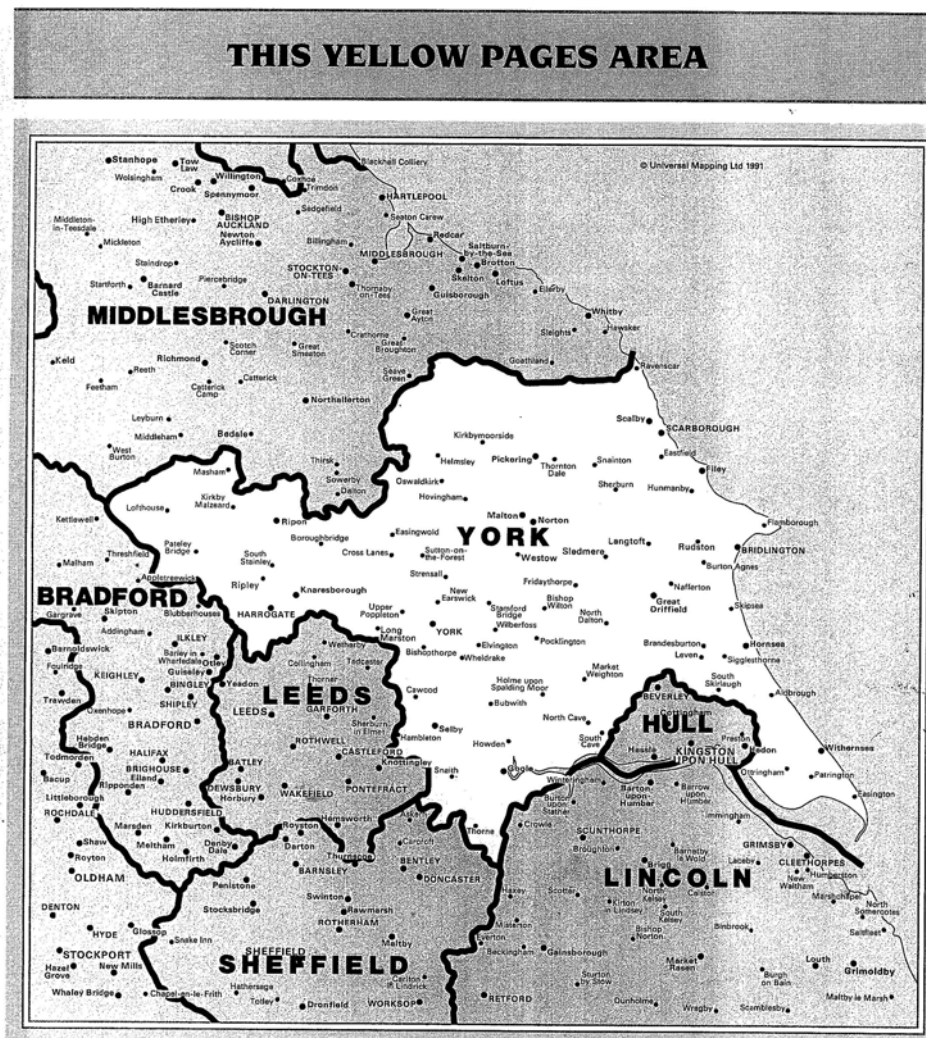 THIS YELLOW PAGES AREA
© Universal Mapping Ltd 1991
Blackhall Colliery
Stanhope
Tow
Law
Wolsingham
Crook
Willington
Spennymoor
Coxhoe
Trimdon
HARTLEPOOL
Middleton-
in-Teesdale
High Etherley
BISHOP
AUCKLAND
Sedgefield
Seaton Carew
Mickleton
Newton
Aycliffe
Billingham
Redcar
MIDDLESBROUGH
Saltburn-
by-the-Sea
Brotton
Staindrop
STOCKTON
ON-TEES
Skelton
Loftus
Startforth
Barnard
Castle
Piercebridge
Thornaby
on-Tees
Guisborough
Ellerby
DARLINGTON
MIDDLESBROUGH
Great
Ayton
Whitby
Crathorne
Sleights
Hawsker
Keld
Richmond
Scotch
Corner
Great
Smeaton
Great
Broughton
Goathland
Ravenscar
Reeth
Feetham
Catterick
Camp
Catterick
Seave
Green
Northallerton
Leyburn
Middleham
Bedale
Scalby
SCARBOROUGH
West
Burton
Kirkbymoorside
Eastfield
Masham
Thirsk
Sowerby
Dalton
Helmsley
Pickering
Thornton
Dale
Snainton
Filey
Oswaldkirk
Hovingham
Sherburn
Hunmanby
Lofthouse
Kirkby
Malzeard
Kettlewell
Ripon
Malton
Norton
Flamborough
Boroughbridge
Easingwold
YORK
Threshfield
Pateley
Bridge
South
Stainley
Cross Lanes
Sutton-on-
the-Forest
Westow
Sledmere
Langtoft
Rudston
BRIDLINGTON
Malham
Appletreewick
Ripley
Strensall
Fridaythorpe
Burton Agnes
BRADFORD
Knaresborough
New
Earswick
Nafferton
Gargrave
Skipton
Blubberhouses
HARROGATE
Upper
Poppleton
Stamford
Bridge
Bishop
Wilton
Great
Driffield
Skipsea
Addingham
YORK
Wilberfoss
North
Dalton
Barnoldswick
ILKLEY
Long
Marston
Elvington
Pocklington
Brandesburton
Hornsea
Foulridge
Burley in
Wharfedale
Otley
Wetherby
Bishopthorpe
Wheldrake
Leven
Sigglesthorne
KEIGHLEY
Guiseley
Collingham
Tadcaster
Market
Weighton
South
Skirlaugh
Trawden
BINGLEY
Yeadon
Thorner
Holme upon
Spalding Moor
BEVERLEY
Aldbrough
Oxenhope
SHIPLEY
LEEDS
Cawood
Bubwith
Cottingham
BRADFORD
LEEDS
GARFORTH
Sherburn
in Elmet
Selby
North Cave
HULL
Hebden
Bridge
HALIFAX
ROTHWELL
Hambleton
Howden
South
Cave
Preston
Todmorden
BRIGHOUSE
Elland
BATLEY
CASTLEFORD
Hessle
KINGSTON
UPON HULL
Hedon
Withernsea
Bacup
Rippondan
DEWSBURY
Knottingley
Snaith
Goole
Ottringham
Patrington
Littleborough
Horbury
WAKEFIELD
PONTEFRACT
Winteringham
Barton-
upon-
Humber
Barrow
upon
Humber
Easington
ROCHDALE
HUDDERSFIELD
Hemsworth
Burton
upon
Stather
Immingham
Marsden
Kirkburton
Royston
Thorne
Crowle
SCUNTHORPE
Shaw
Meltham
Denby
Dale
Darton
Carcroft
Broughton
Barnetby
le Wold
GRIMSBY
Royton
Holmfirth
Thurnscoe
BENTLEY
Brigg
Laceby
CLEETHORPES
OLDHAM
Penistone
BARNSLEY
DONCASTER
LINCOLN
New
Waltham
Humberston
Swinton
Haxey
Scotter
North
Kelsey
Caistor
Marshchapel
DENTON
Stocksbridge
Rawmarsh
Kirton
in Lindsey
South
Kelsey
North
Somercotes
HYDE
Glossop
ROTHERHAM
Misterton
Binbrook
Saltfleet
Snake Inn
Maltby
Everton
Bishop
Norton
STOCKPORT
SHEFFIELD
Beckingham
Gainsborough
Hazel
Grove
New Mills
SHEFFIELD
Market
Rasen
Louth
Grimoldby
Whaley Bridge
Chapel-en-le-Frith
Hathersage
Carlton
in Lindrick
Sturton
by Stow
Burgh
on Bain
Totley
Dronfield
WORKSOP
RETFORD
Dunholme
Wragby
Scamblesby
Maltby le Marsh